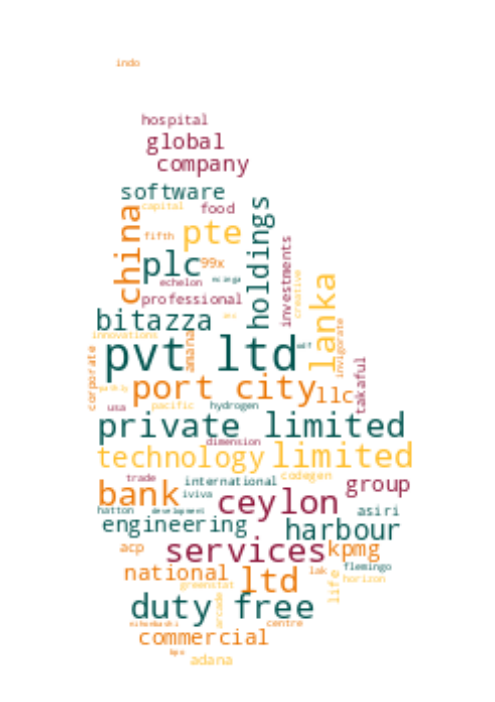 indo
hospital
global
company
software
capital
food
holdings
china
fifth
pte
plc
99x
echelon
investments
creative
professional
lanka
bitazza
innovations
amana
invigorate
pvt ltd
corporate
takaful
port city
llc
usa
pacific
hydrogen
private limited
dimension
technology
limited
codegen
trade
international
group
bank
iviva
ceylon
hatton
development
asiri
engineering
harbour
acp
services
kpmg
flemingo
national
ltd
lak
life
horizon
greenstat
arcade
duty free
nihonbashi
centre
commercial
kpx
adana